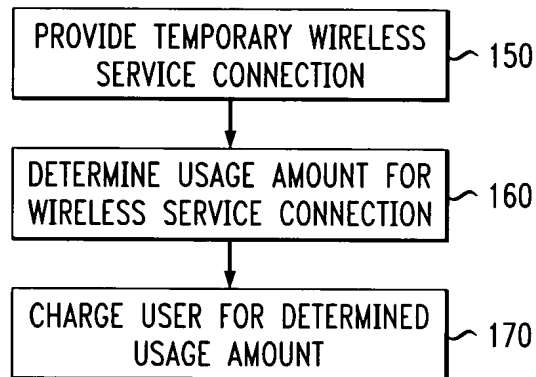 PROVIDE TEMPORARY WIRELESS
SERVICE CONNECTION
150
DETERMINE USAGE AMOUNT FOR
WIRELESS SERVICE CONNECTION
160
CHARGE USER FOR DETERMINED
USAGE AMOUNT
170